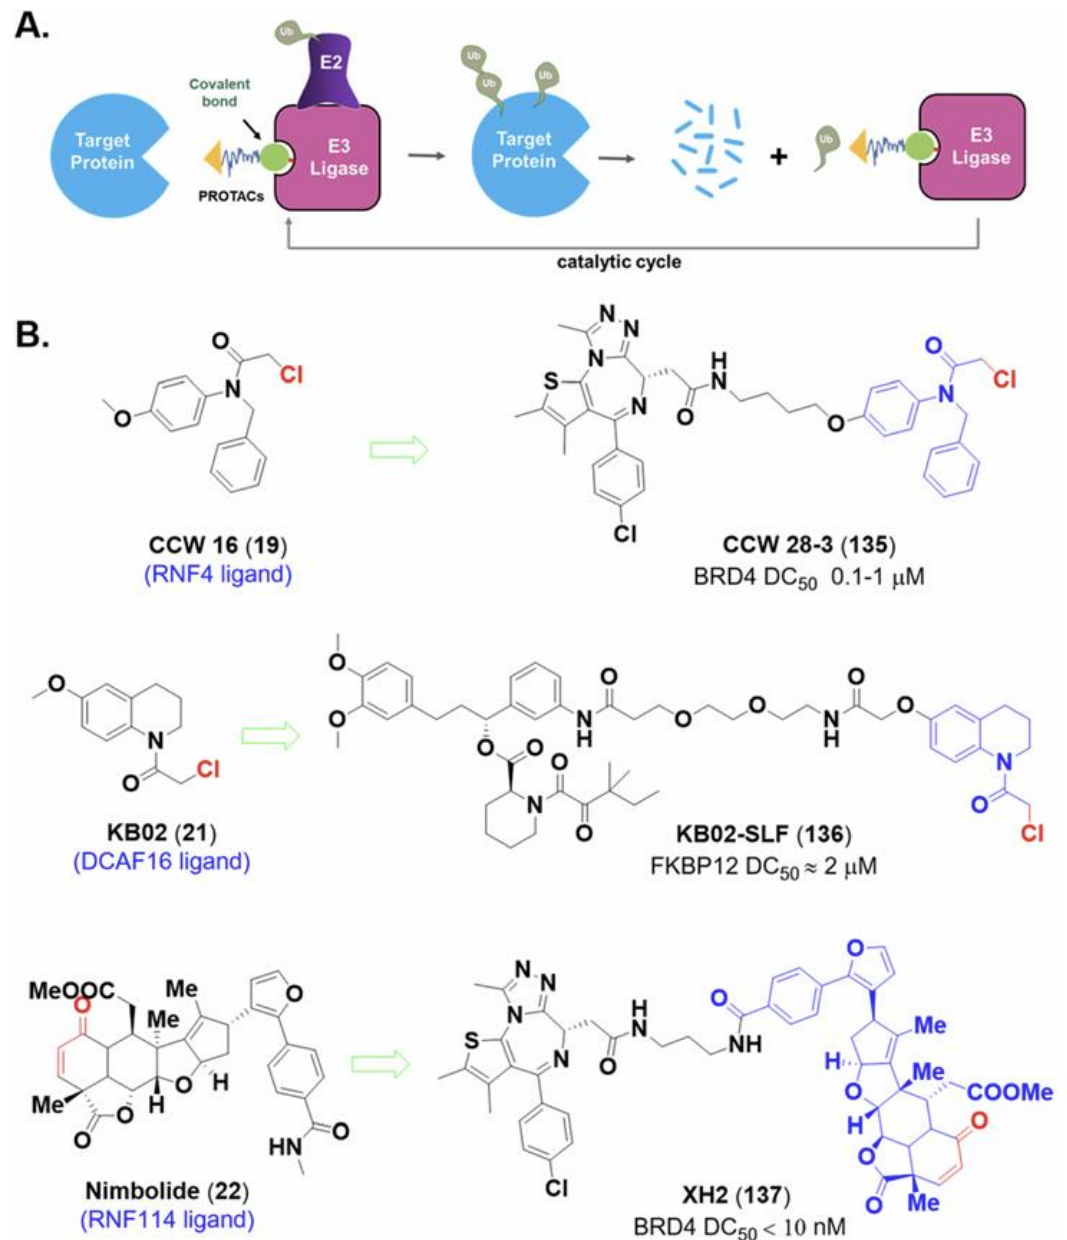 A.
Ub
E2
Covalent
bond
Target
Protein
E3
Ligase
PROTACs
Ub
Ub
Ub
Target
Protein
+
Ub
E3
Ligase
catalytic cycle
B.
O
Cl
N
O
CCW 16 (19)
(RNF4 ligand)
N
N
N
S
N
H
N
O
O
O
N
Cl
Cl
CCW 28-3 (135)
BRD4 DC50 0.1-1 μM
O
N
O
Cl
KB02 (21)
(DCAF16 ligand)
O
O
O
O
N
H
O
O
O
N
H
O
O
N
O
Cl
N
O
O
KB02-SLF (136)
FKBP12 DC50 ≈ 2 μM
MeOOC
O
Me
Me
O
O
H
H
Me
O
O
O
HN
Nimbolide (22)
(RNF114 ligand)
N
N
N
S
N
H
N
O
NH
O
O
Cl
Me
H
O
Me
COOMe
H
O
O
O
Me
XH2 (137)
BRD4 DC50 < 10 nM